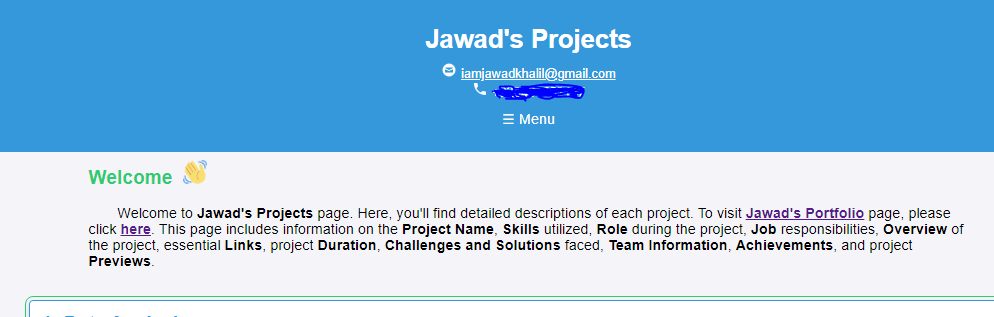 Jawad's Projects
iamjawadkhalil@gmail.com
☰ Menu
Welcome 👋
Welcome to Jawad's Projects page. Here, you'll find detailed descriptions of each project. To visit Jawad's Portfolio page, please
click here. This page includes information on the Project Name, Skills utilized, Role during the project, Job responsibilities, Overview of
the project, essential Links, project Duration, Challenges and Solutions faced, Team Information, Achievements, and project
Previews.